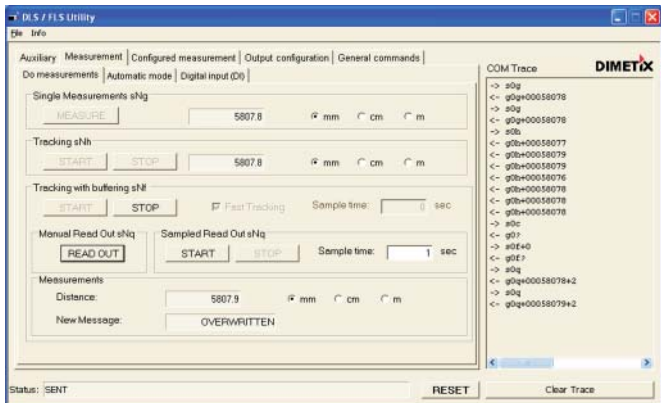 DLS / FLS Utility
File Info
Auxiliary Measurement Configured measurement Output configuration General commands
Do measurements Automatic mode Digital input (DI)
Single Measurements sNg
MEASURE 5807.8 mm cm m
Tracking sNh
START STOP 5807.8 mm cm m
Tracking with buffering sNf
START STOP Fast Tracking Sample time: 0 sec
Manual Read Out sNq Sampled Read Out sNq
READ OUT START STOP Sample time: 1 sec
Measurements
Distance: 5807.9 mm cm m
New Message: OVERWRITTEN
COM Trace DIMETIX
-> s0g
<- g0g+00058078
-> s0g
<- g0g+00058078
-> s0h
<- g0h+00058077
<- g0h+00058079
<- g0h+00058079
<- g0h+00058076
<- g0h+00058078
<- g0h+00058078
<- g0h+00058078
-> s0c
<- g0?
-> s0f+0
<- g0f?
-> s0q
<- g0q+00058078+2
-> s0q
<- g0q+00058079+2
Status: SENT RESET Clear Trace